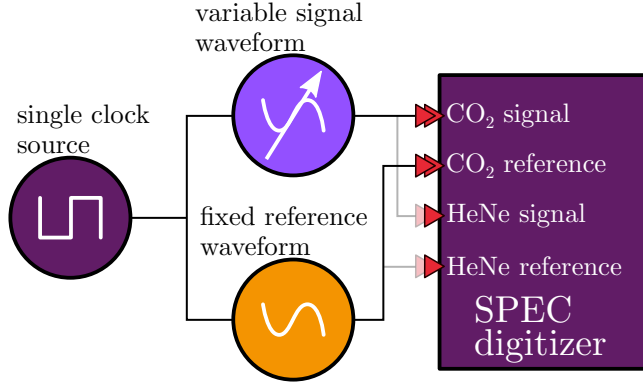 variable signal
waveform
single clock
source
fixed reference
waveform
CO₂ signal
CO₂ reference
HeNe signal
HeNe reference
SPEC
digitizer